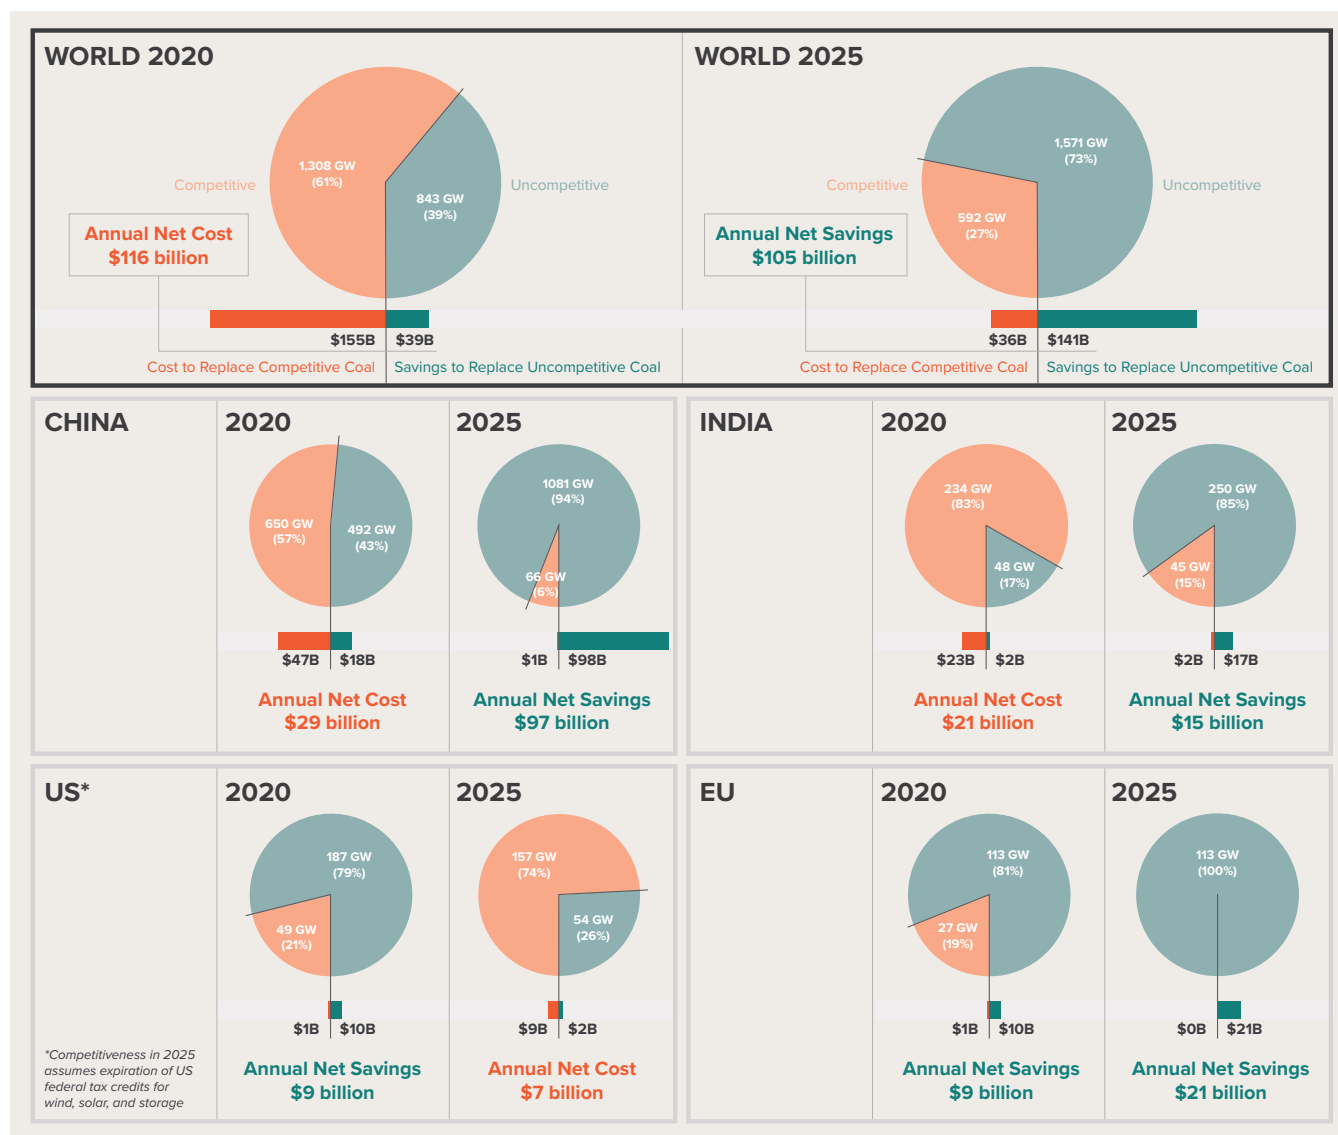 WORLD 2020
1,308 GW
(61%)
843 GW
(39%)
Competitive
Uncompetitive
Annual Net Cost
$116 billion
$155B
$39B
Cost to Replace Competitive Coal
Savings to Replace Uncompetitive Coal
WORLD 2025
1,571 GW
(73%)
592 GW
(27%)
Competitive
Uncompetitive
Annual Net Savings
$105 billion
$36B
$141B
Cost to Replace Competitive Coal
Savings to Replace Uncompetitive Coal
CHINA
2020
650 GW
(57%)
492 GW
(43%)
$47B
$18B
Annual Net Cost
$29 billion
2025
1081 GW
(94%)
66 GW
(6%)
$1B
$98B
Annual Net Savings
$97 billion
INDIA
2020
234 GW
(83%)
48 GW
(17%)
$23B
$2B
Annual Net Cost
$21 billion
2025
250 GW
(85%)
45 GW
(15%)
$2B
$17B
Annual Net Savings
$15 billion
US*
*Competitiveness in 2025
assumes expiration of US
federal tax credits for
wind, solar, and storage
2020
187 GW
(79%)
49 GW
(21%)
$1B
$10B
Annual Net Savings
$9 billion
2025
157 GW
(74%)
54 GW
(26%)
$9B
$2B
Annual Net Cost
$7 billion
EU
2020
113 GW
(81%)
27 GW
(19%)
$1B
$10B
Annual Net Savings
$9 billion
2025
113 GW
(100%)
$0B
$21B
Annual Net Savings
$21 billion